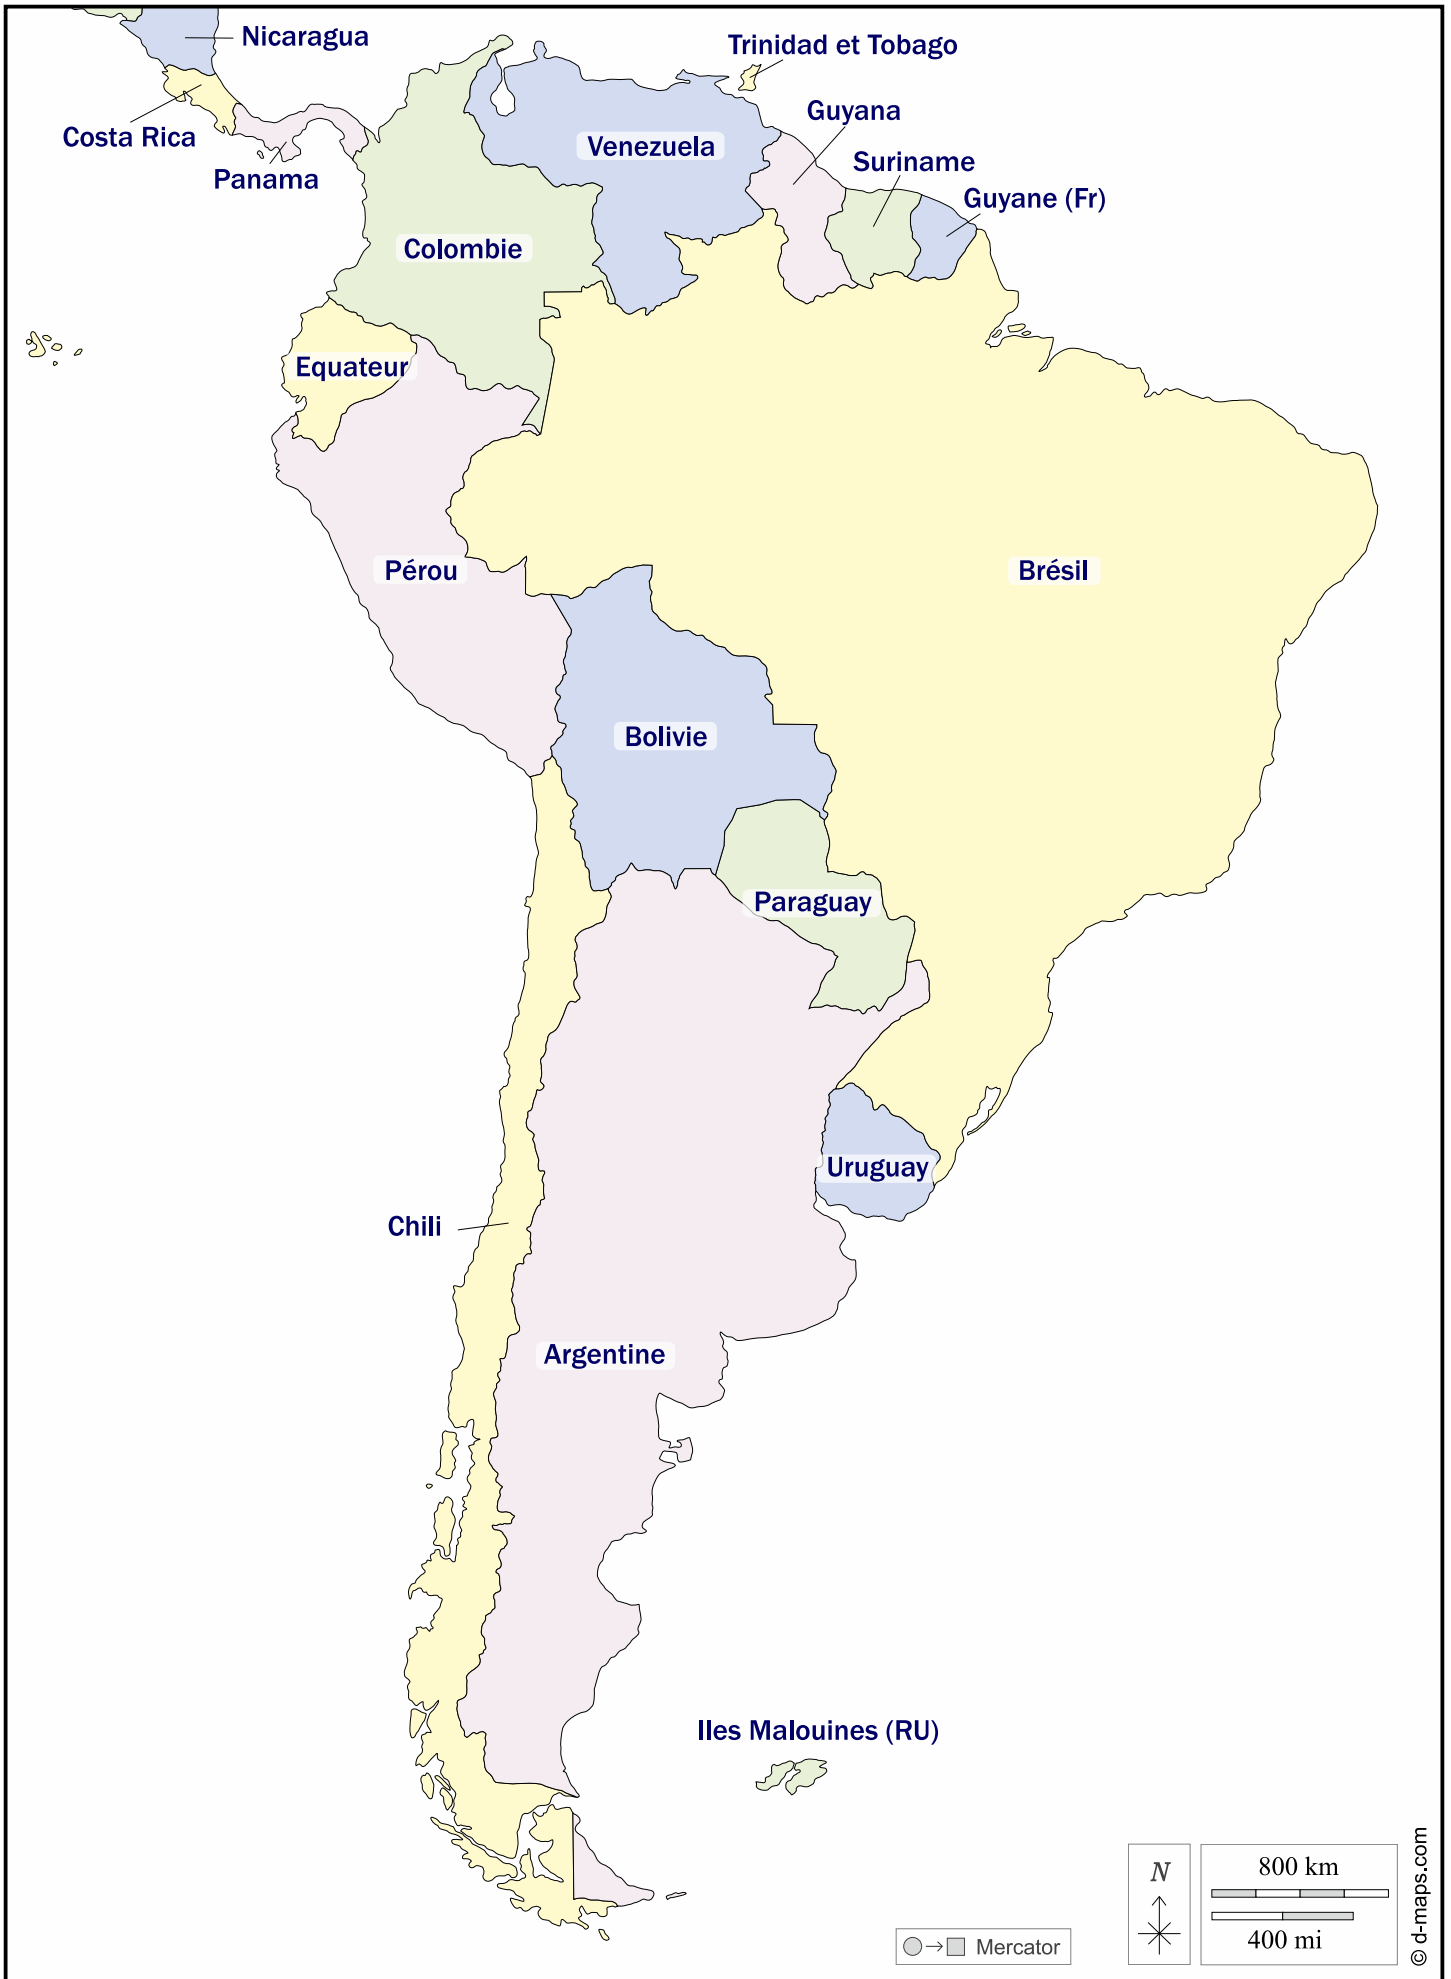 Nicaragua
Trinidad et Tobago
Costa Rica
Guyana
Panama
Venezuela
Suriname
Guyane (Fr)
Colombie
Equateur
Pérou
Brésil
Bolivie
Paraguay
Uruguay
Chili
Argentine
Iles Malouines (RU)
N
800 km
400 mi
Mercator
© d-maps.com